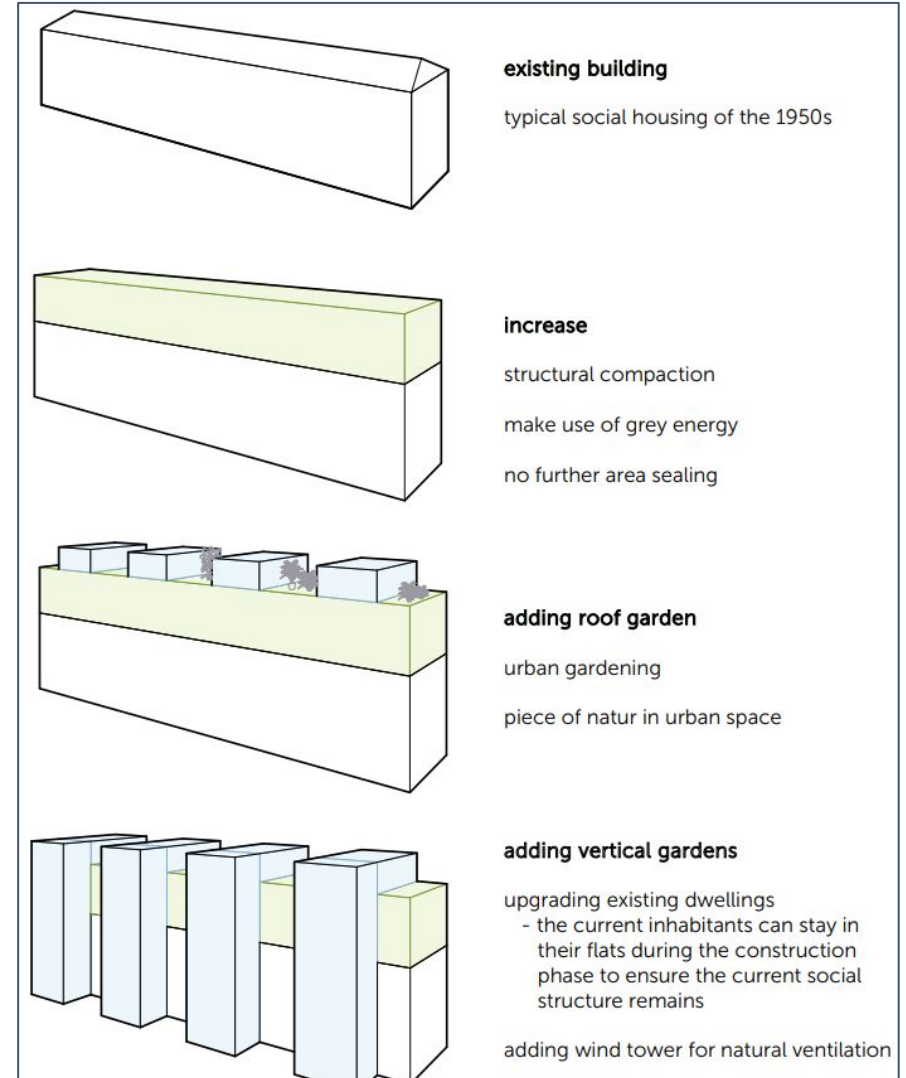 existing building
typical social housing of the 1950s
increase
structural compaction
make use of grey energy
no further area sealing
adding roof garden
urban gardening
piece of natur in urban space
adding vertical gardens
upgrading existing dwellings
- the current inhabitants can stay in
their flats during the construction
phase to ensure the current social
structure remains
adding wind tower for natural ventilation